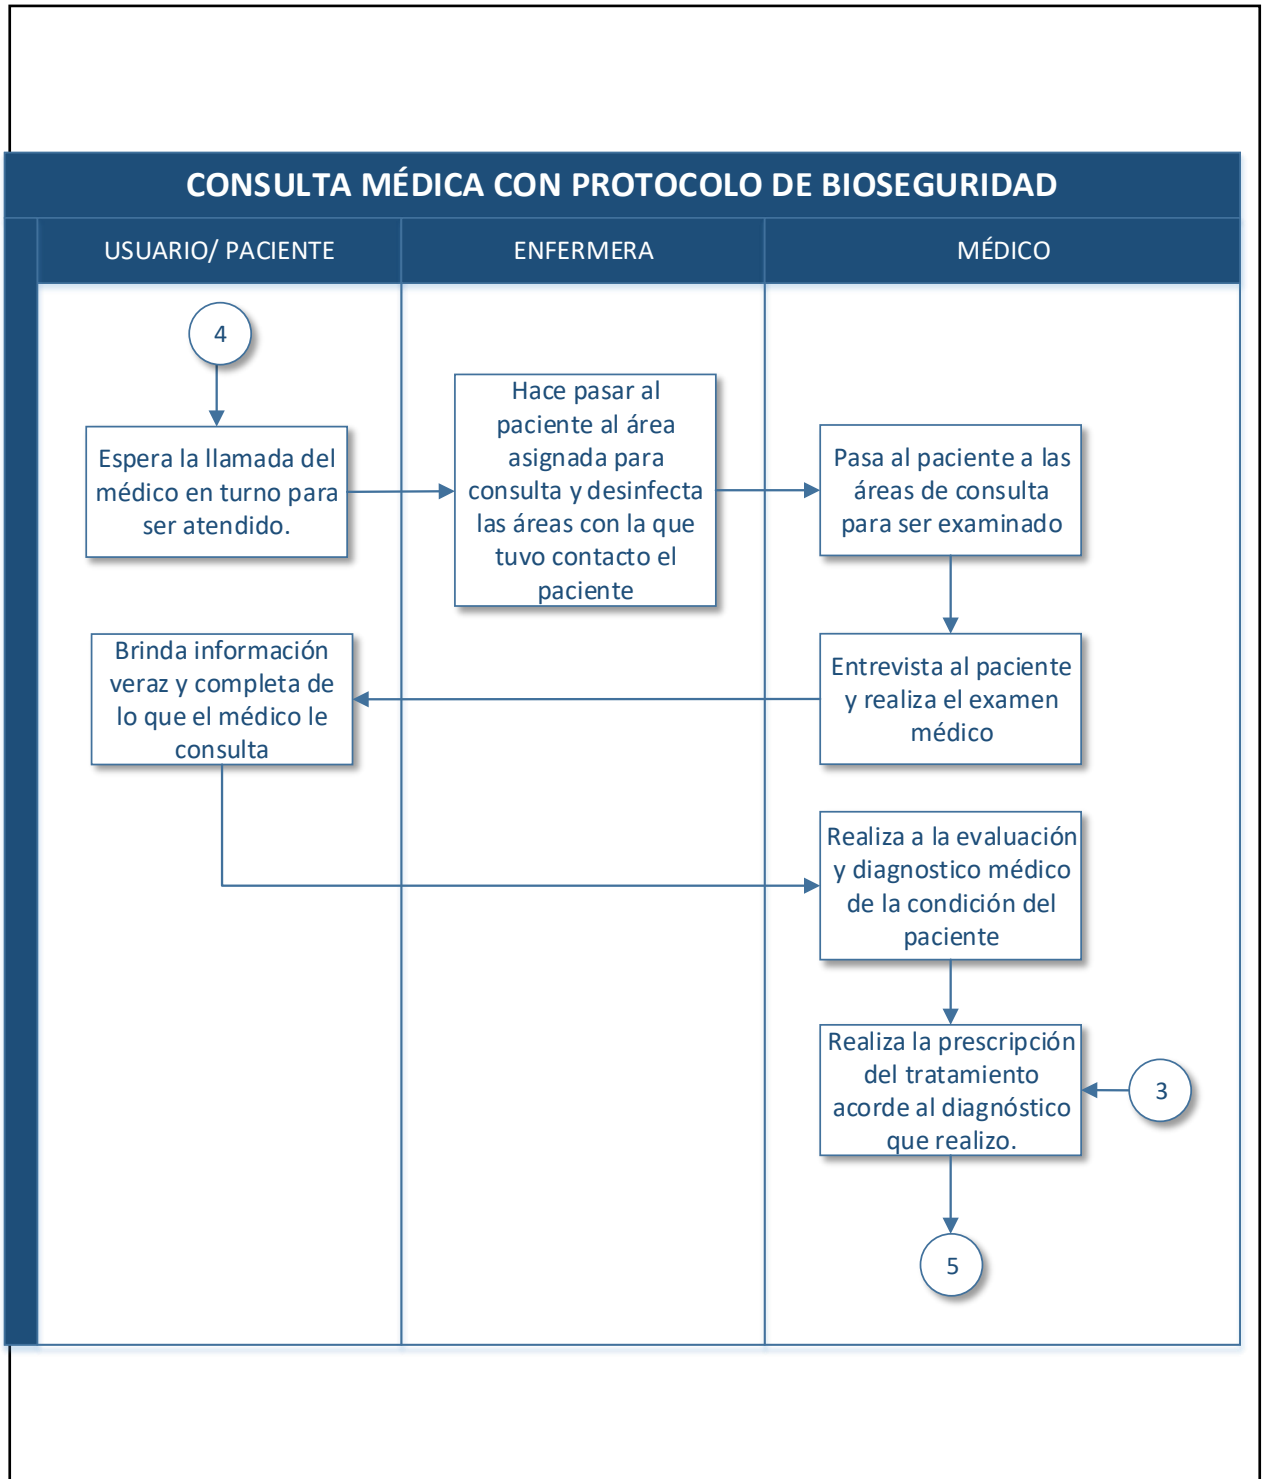 CONSULTA MÉDICA CON PROTOCOLO DE BIOSEGURIDAD
USUARIO/ PACIENTE
ENFERMERA
MÉDICO
4
Espera la llamada del
médico en turno para
ser atendido.
Hace pasar al
paciente al área
asignada para
consulta y desinfecta
las áreas con la que
tuvo contacto el
paciente
Pasa al paciente a las
áreas de consulta
para ser examinado
Entrevista al paciente
y realiza el examen
médico
Brinda información
veraz y completa de
lo que el médico le
consulta
Realiza a la evaluación
y diagnostico médico
de la condición del
paciente
Realiza la prescripción
del tratamiento
acorde al diagnóstico
que realizo.
3
5